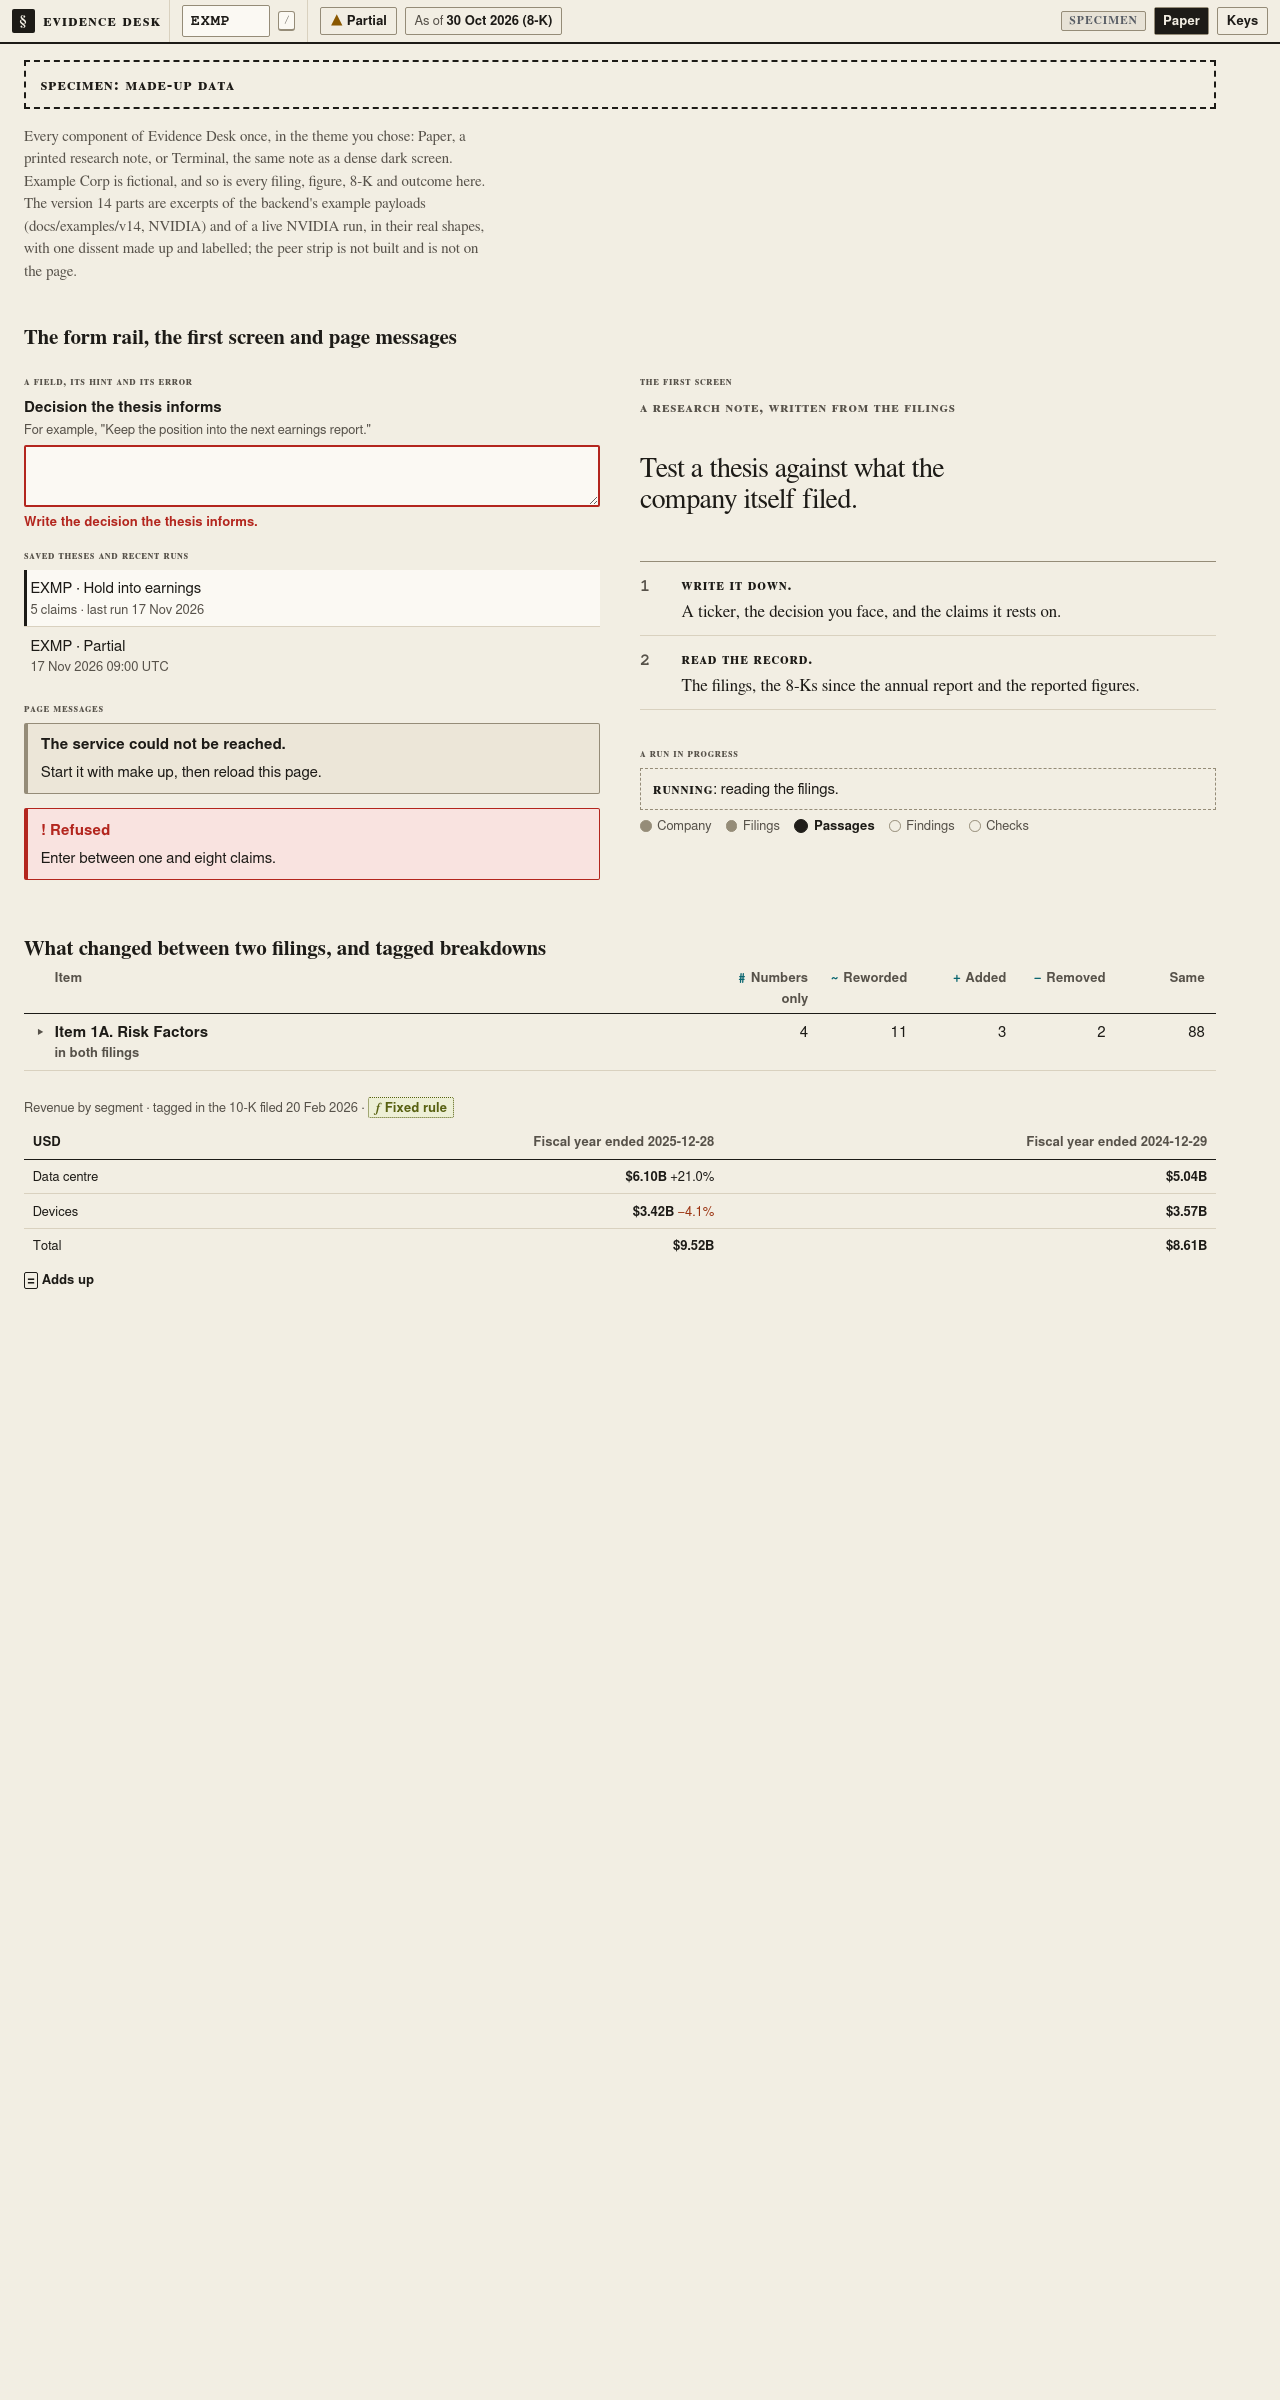 § EVIDENCE DESK EXMP / ▲ Partial As of 30 Oct 2026 (8-K) SPECIMEN Paper Keys
SPECIMEN: MADE-UP DATA
Every component of Evidence Desk once, in the theme you chose: Paper, a
printed research note, or Terminal, the same note as a dense dark screen.
Example Corp is fictional, and so is every filing, figure, 8-K and outcome here.
The version 14 parts are excerpts of the backend's example payloads
(docs/examples/v14, NVIDIA) and of a live NVIDIA run, in their real shapes,
with one dissent made up and labelled; the peer strip is not built and is not on
the page.
The form rail, the first screen and page messages
A FIELD, ITS HINT AND ITS ERROR
Decision the thesis informs
For example, "Keep the position into the next earnings report."
Write the decision the thesis informs.
SAVED THESES AND RECENT RUNS
EXMP · Hold into earnings
5 claims · last run 17 Nov 2026
EXMP · Partial
17 Nov 2026 09:00 UTC
PAGE MESSAGES
The service could not be reached.
Start it with make up, then reload this page.
! Refused
Enter between one and eight claims.
THE FIRST SCREEN
A RESEARCH NOTE, WRITTEN FROM THE FILINGS
Test a thesis against what the
company itself filed.
1 WRITE IT DOWN.
A ticker, the decision you face, and the claims it rests on.
2 READ THE RECORD.
The filings, the 8-Ks since the annual report and the reported figures.
A RUN IN PROGRESS
RUNNING: reading the filings.
Company Filings Passages Findings Checks
What changed between two filings, and tagged breakdowns
Item # Numbers only ~ Reworded + Added − Removed Same
▸ Item 1A. Risk Factors 4 11 3 2 88
in both filings
Revenue by segment · tagged in the 10-K filed 20 Feb 2026 · ƒ Fixed rule
USD Fiscal year ended 2025-12-28 Fiscal year ended 2024-12-29
Data centre $6.10B +21.0% $5.04B
Devices $3.42B −4.1% $3.57B
Total $9.52B $8.61B
= Adds up